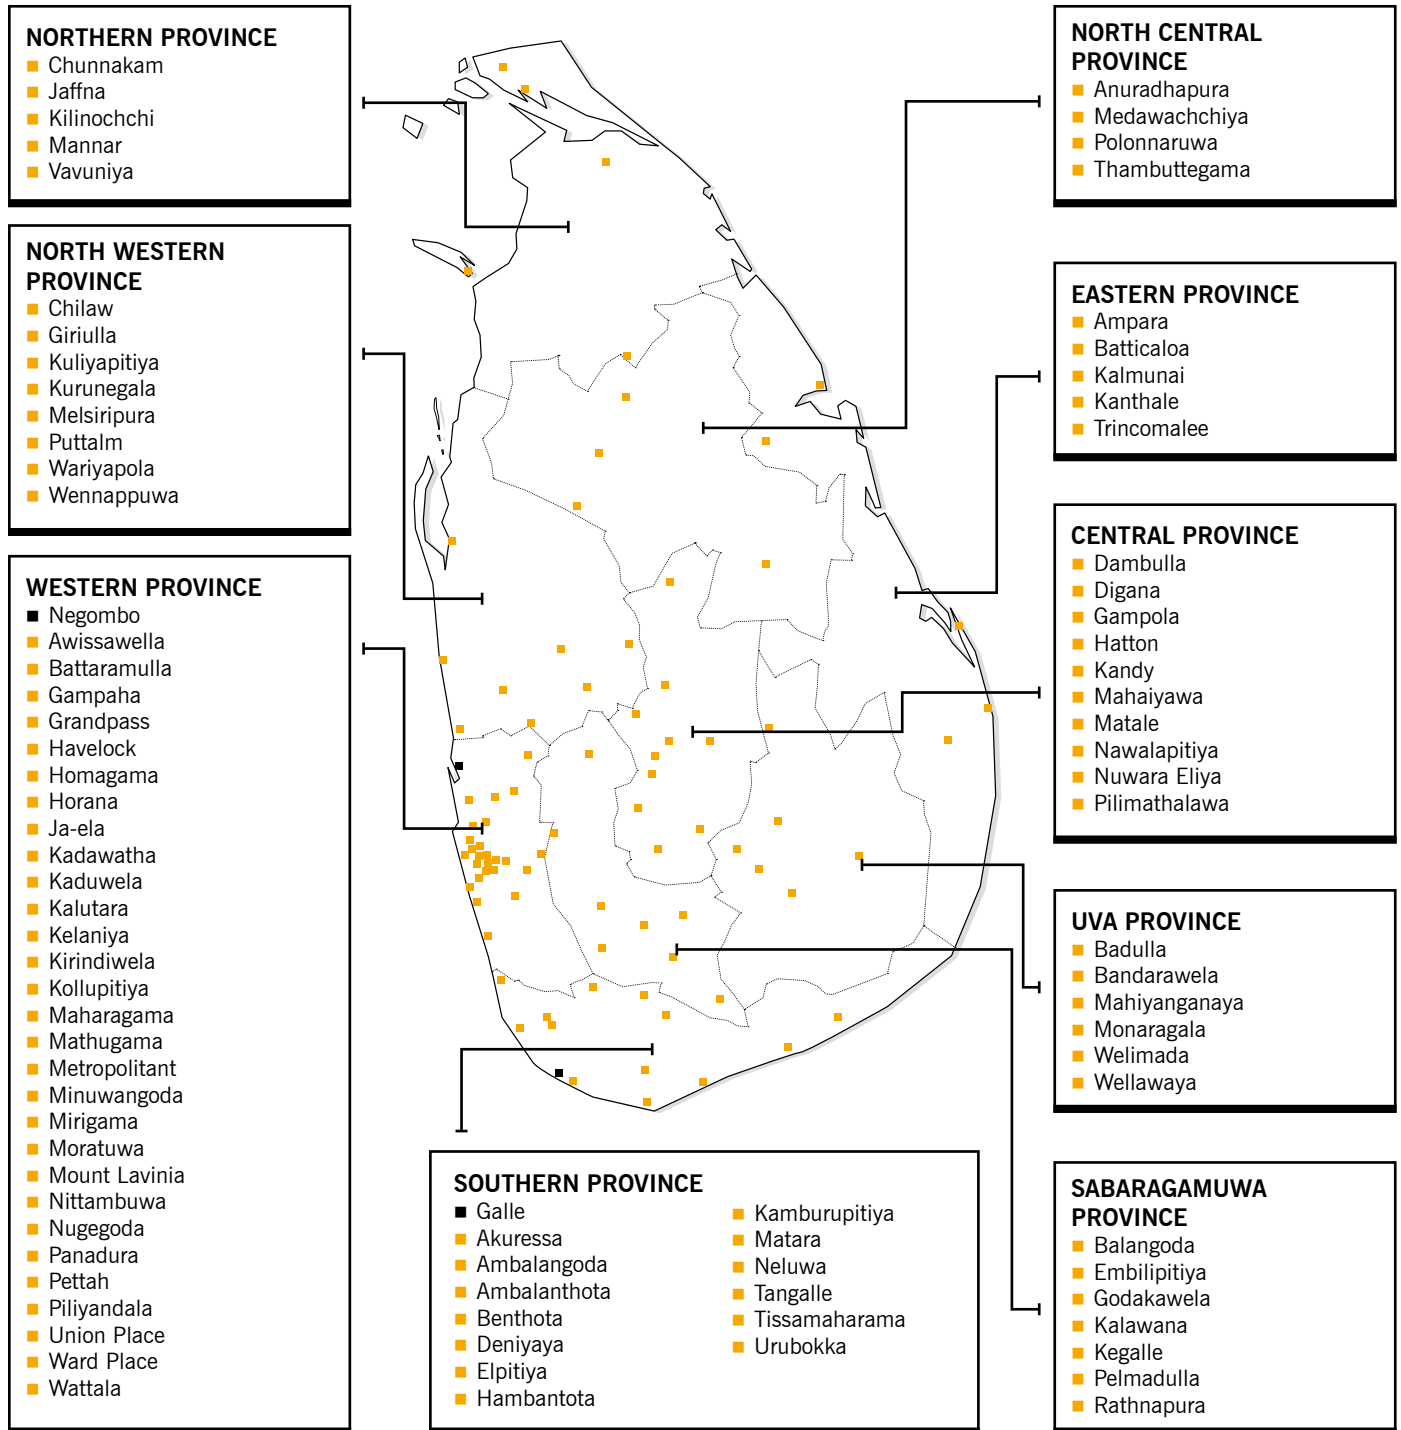 NORTHERN PROVINCE
Chunnakam
Jaffna
Kilinochchi
Mannar
Vavuniya
NORTH WESTERN
PROVINCE
Chilaw
Giriulla
Kuliyapitiya
Kurunegala
Melsiripura
Puttalm
Wariyapola
Wennappuwa
WESTERN PROVINCE
Negombo
Awissawella
Battaramulla
Gampaha
Grandpass
Havelock
Homagama
Horana
Ja-ela
Kadawatha
Kaduwela
Kalutara
Kelaniya
Kirindiwela
Kollupitiya
Maharagama
Mathugama
Metropolitant
Minuwangoda
Mirigama
Moratuwa
Mount Lavinia
Nittambuwa
Nugegoda
Panadura
Pettah
Piliyandala
Union Place
Ward Place
Wattala
SOUTHERN PROVINCE
Galle
Akuressa
Ambalangoda
Ambalanthota
Benthota
Deniyaya
Elpitiya
Hambantota
Kamburupitiya
Matara
Neluwa
Tangalle
Tissamaharama
Urubokka
NORTH CENTRAL
PROVINCE
Anuradhapura
Medawachchiya
Polonnaruwa
Thambuttegama
EASTERN PROVINCE
Ampara
Batticaloa
Kalmunai
Kanthale
Trincomalee
CENTRAL PROVINCE
Dambulla
Digana
Gampola
Hatton
Kandy
Mahaiyawa
Matale
Nawalapitiya
Nuwara Eliya
Pilimathalawa
UVA PROVINCE
Badulla
Bandarawela
Mahiyanganaya
Monaragala
Welimada
Wellawaya
SABARAGAMUWA
PROVINCE
Balangoda
Embilipitiya
Godakawela
Kalawana
Kegalle
Pelmadulla
Rathnapura